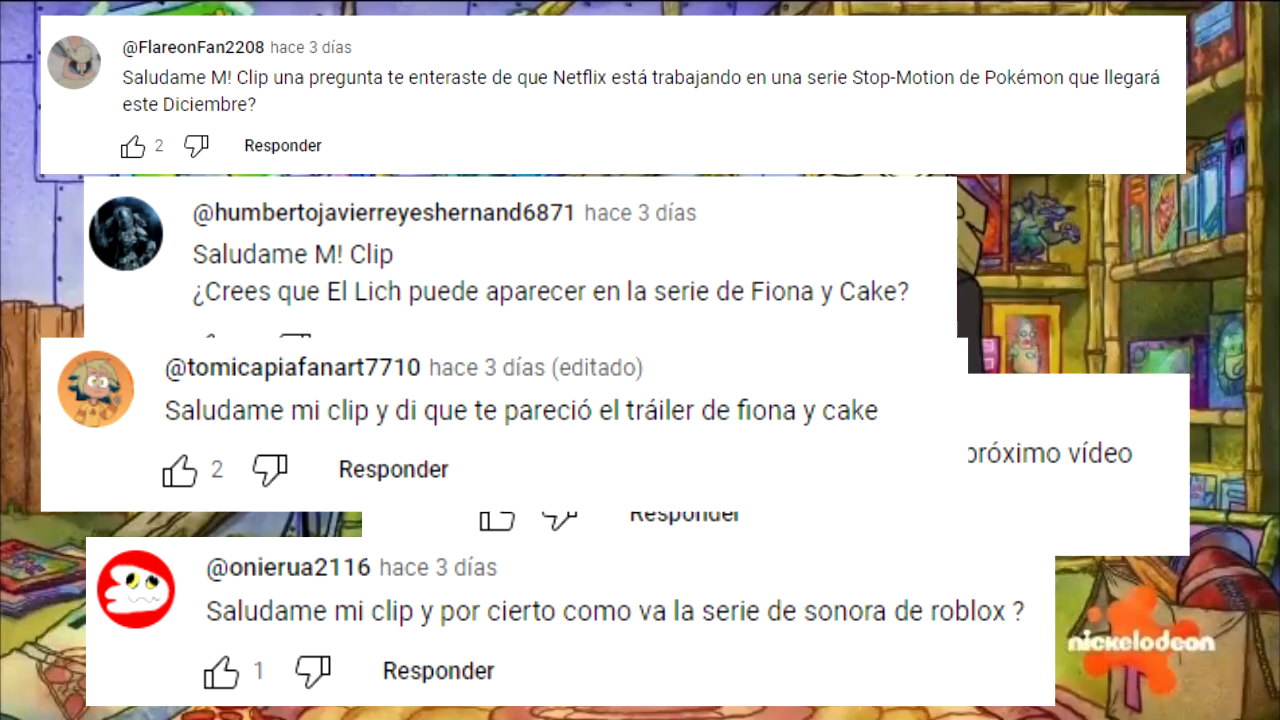 @FlareonFan2208 hace 3 días
Saludame M! Clip una pregunta te enteraste de que Netflix está trabajando en una serie Stop-Motion de Pokémon que llegará
este Diciembre?
2 Responder
@humbertojavierreyeshernand6871 hace 3 días
Saludame M! Clip
¿Crees que El Lich puede aparecer en la serie de Fiona y Cake?
@tomicapiafanart7710 hace 3 días (editado)
Saludame mi clip y di que te pareció el tráiler de fiona y cake
próximo vídeo
2 Responder
Responder
@onierua2116 hace 3 días
Saludame mi clip y por cierto como va la serie de sonora de roblox ?
nickelodeon
1 Responder